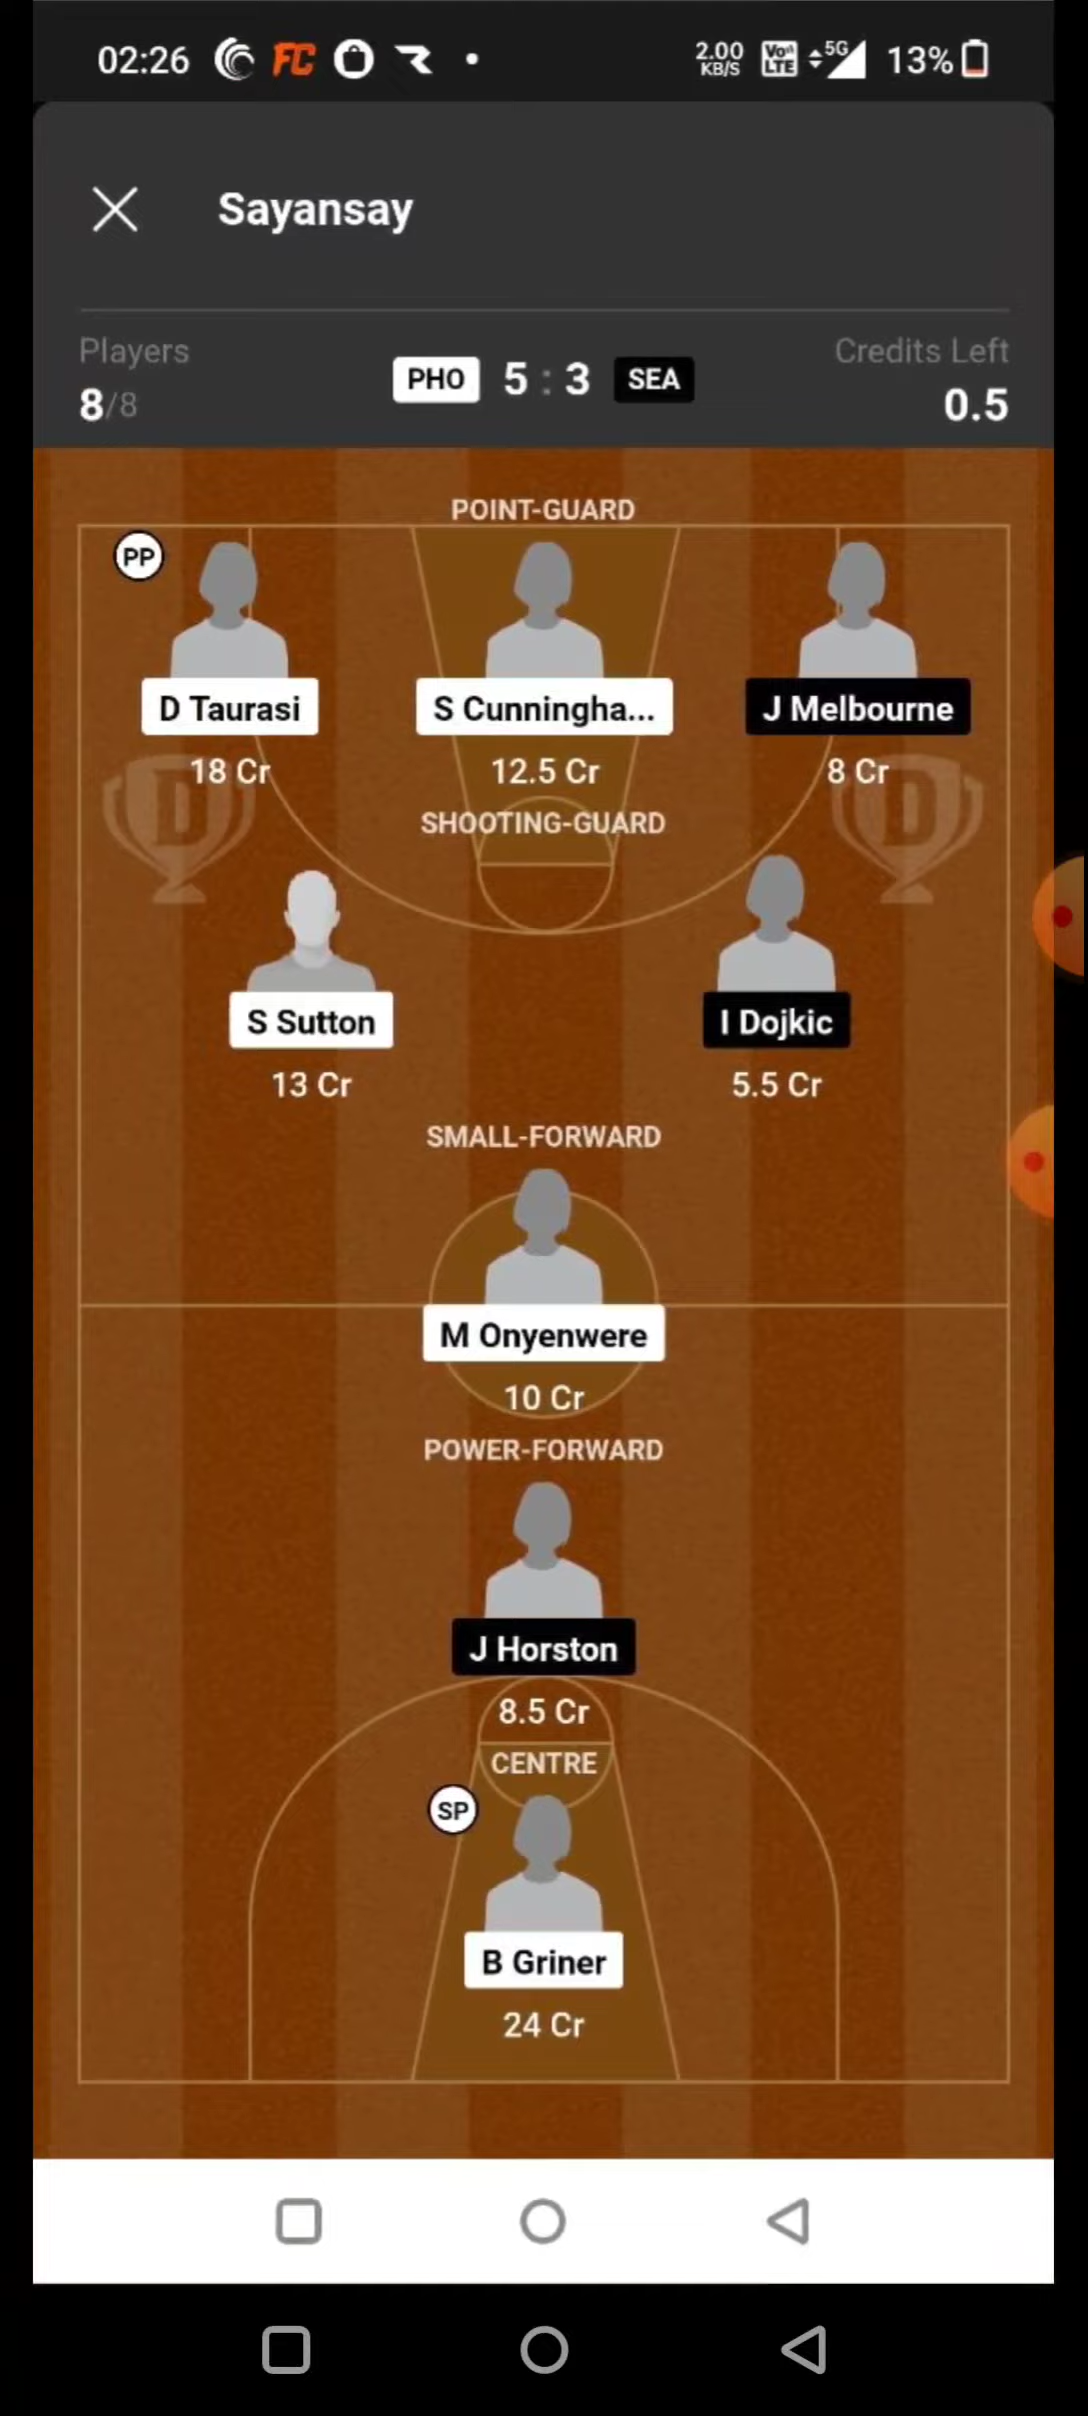 02:26 FC 2.00 KB/S VoLTE 5G 13%
Sayansay
Players
Credits Left
8/8
PHO 5 : 3 SEA
0.5
POINT-GUARD
PP
D Taurasi
S Cunningha...
J Melbourne
18 Cr
12.5 Cr
8 Cr
D
D
SHOOTING-GUARD
S Sutton
I Dojkic
13 Cr
5.5 Cr
SMALL-FORWARD
M Onyenwere
10 Cr
POWER-FORWARD
J Horston
8.5 Cr
CENTRE
SP
B Griner
24 Cr